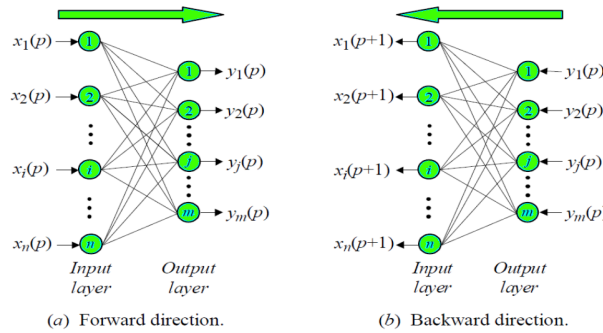 x₁(p) 1 1 y₁(p)
x₂(p) 2 2 y₂(p)
xᵢ(p) i j yⱼ(p)
m yₘ(p)
xₙ(p) n
Input layer
Output layer
(a) Forward direction.
x₁(p+1) 1 1 y₁(p)
x₂(p+1) 2 2 y₂(p)
xᵢ(p+1) i j yⱼ(p)
m yₘ(p)
xₙ(p+1) n
Input layer
Output layer
(b) Backward direction.